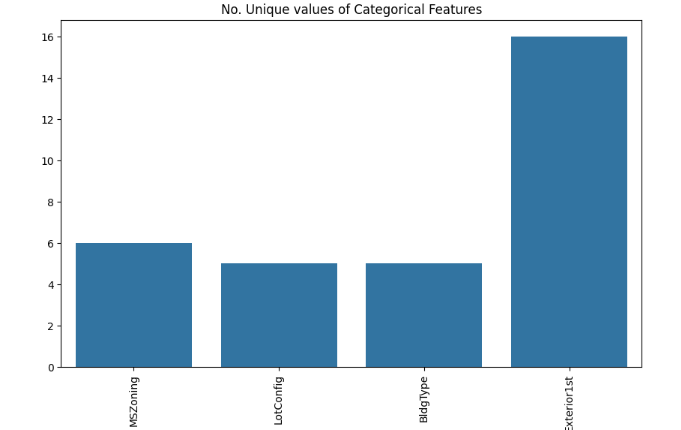 No. Unique values of Categorical Features
16
14
12
10
8
6
4
2
0
MSZoning
LotConfig
BldgType
Exterior1st